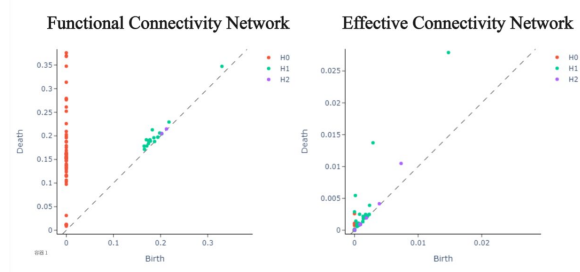 Functional Connectivity Network
Effective Connectivity Network
H0
H1
H2
Death
0.35
0.3
0.25
0.2
0.15
0.1
0.05
0
0
0.1
0.2
0.3
Birth
H0
H1
H2
Death
0.025
0.02
0.015
0.01
0.005
0
0
0.01
0.02
Birth